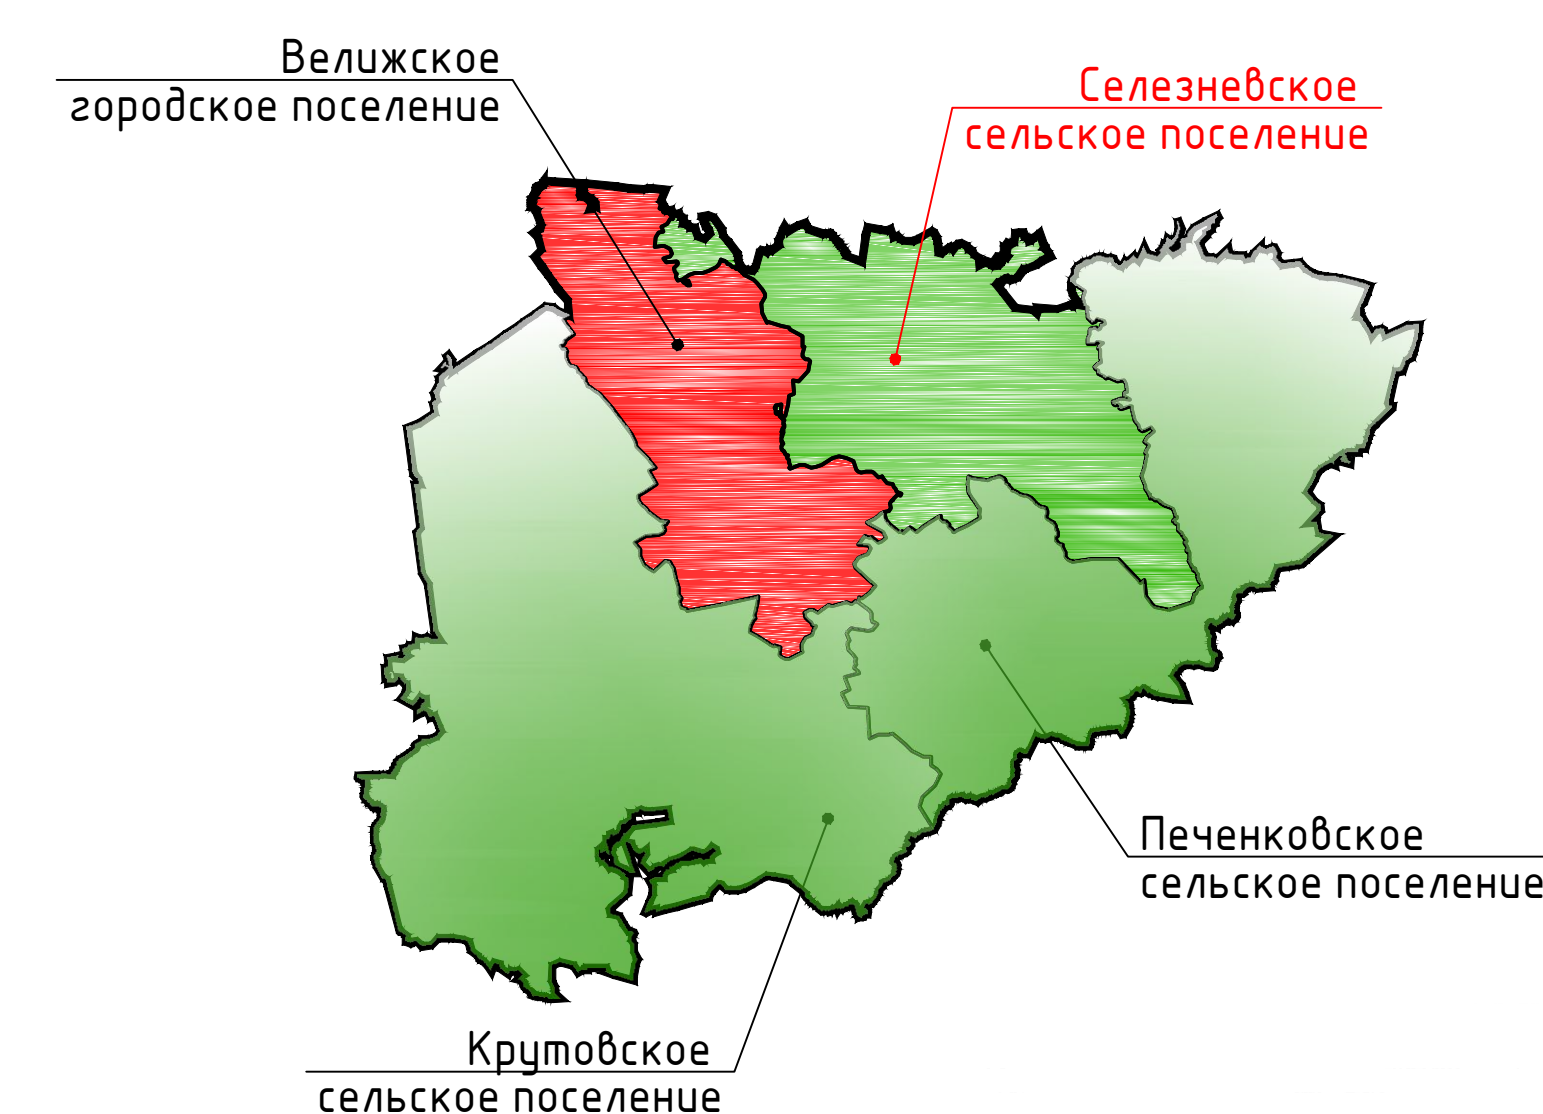 Велижское
городское поселение
Селезневское
сельское поселение
Печенковское
сельское поселение
Крутовское
сельское поселение